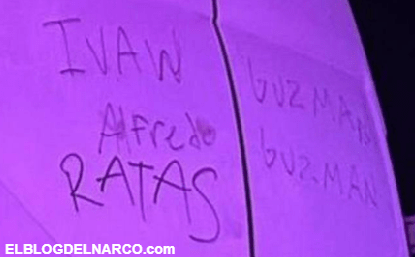 IVAN GUZMAN
Alfredo GUZMAN
RATAS
ELBLOGDELNARCO.com